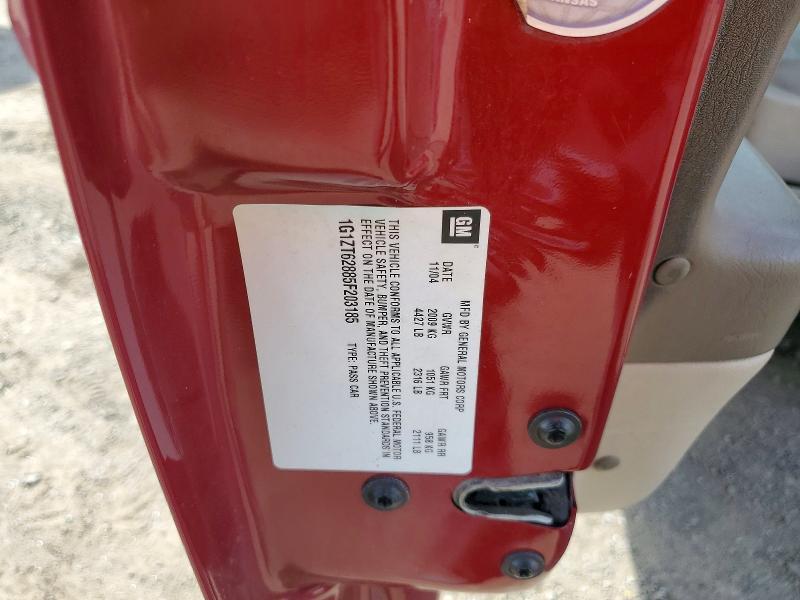 KANSAS
GM
MFD BY GENERAL MOTORS CORP
DATE GVWR GAWR FRT GAWR RR
11/04 2009 KG 1051 KG 958 KG
4427 LB 2316 LB 2111 LB
THIS VEHICLE CONFORMS TO ALL APPLICABLE U.S. FEDERAL MOTOR
VEHICLE SAFETY, BUMPER, AND THEFT PREVENTION STANDARDS IN
EFFECT ON THE DATE OF MANUFACTURE SHOWN ABOVE.
1G1ZT62885F203185 TYPE: PASS CAR